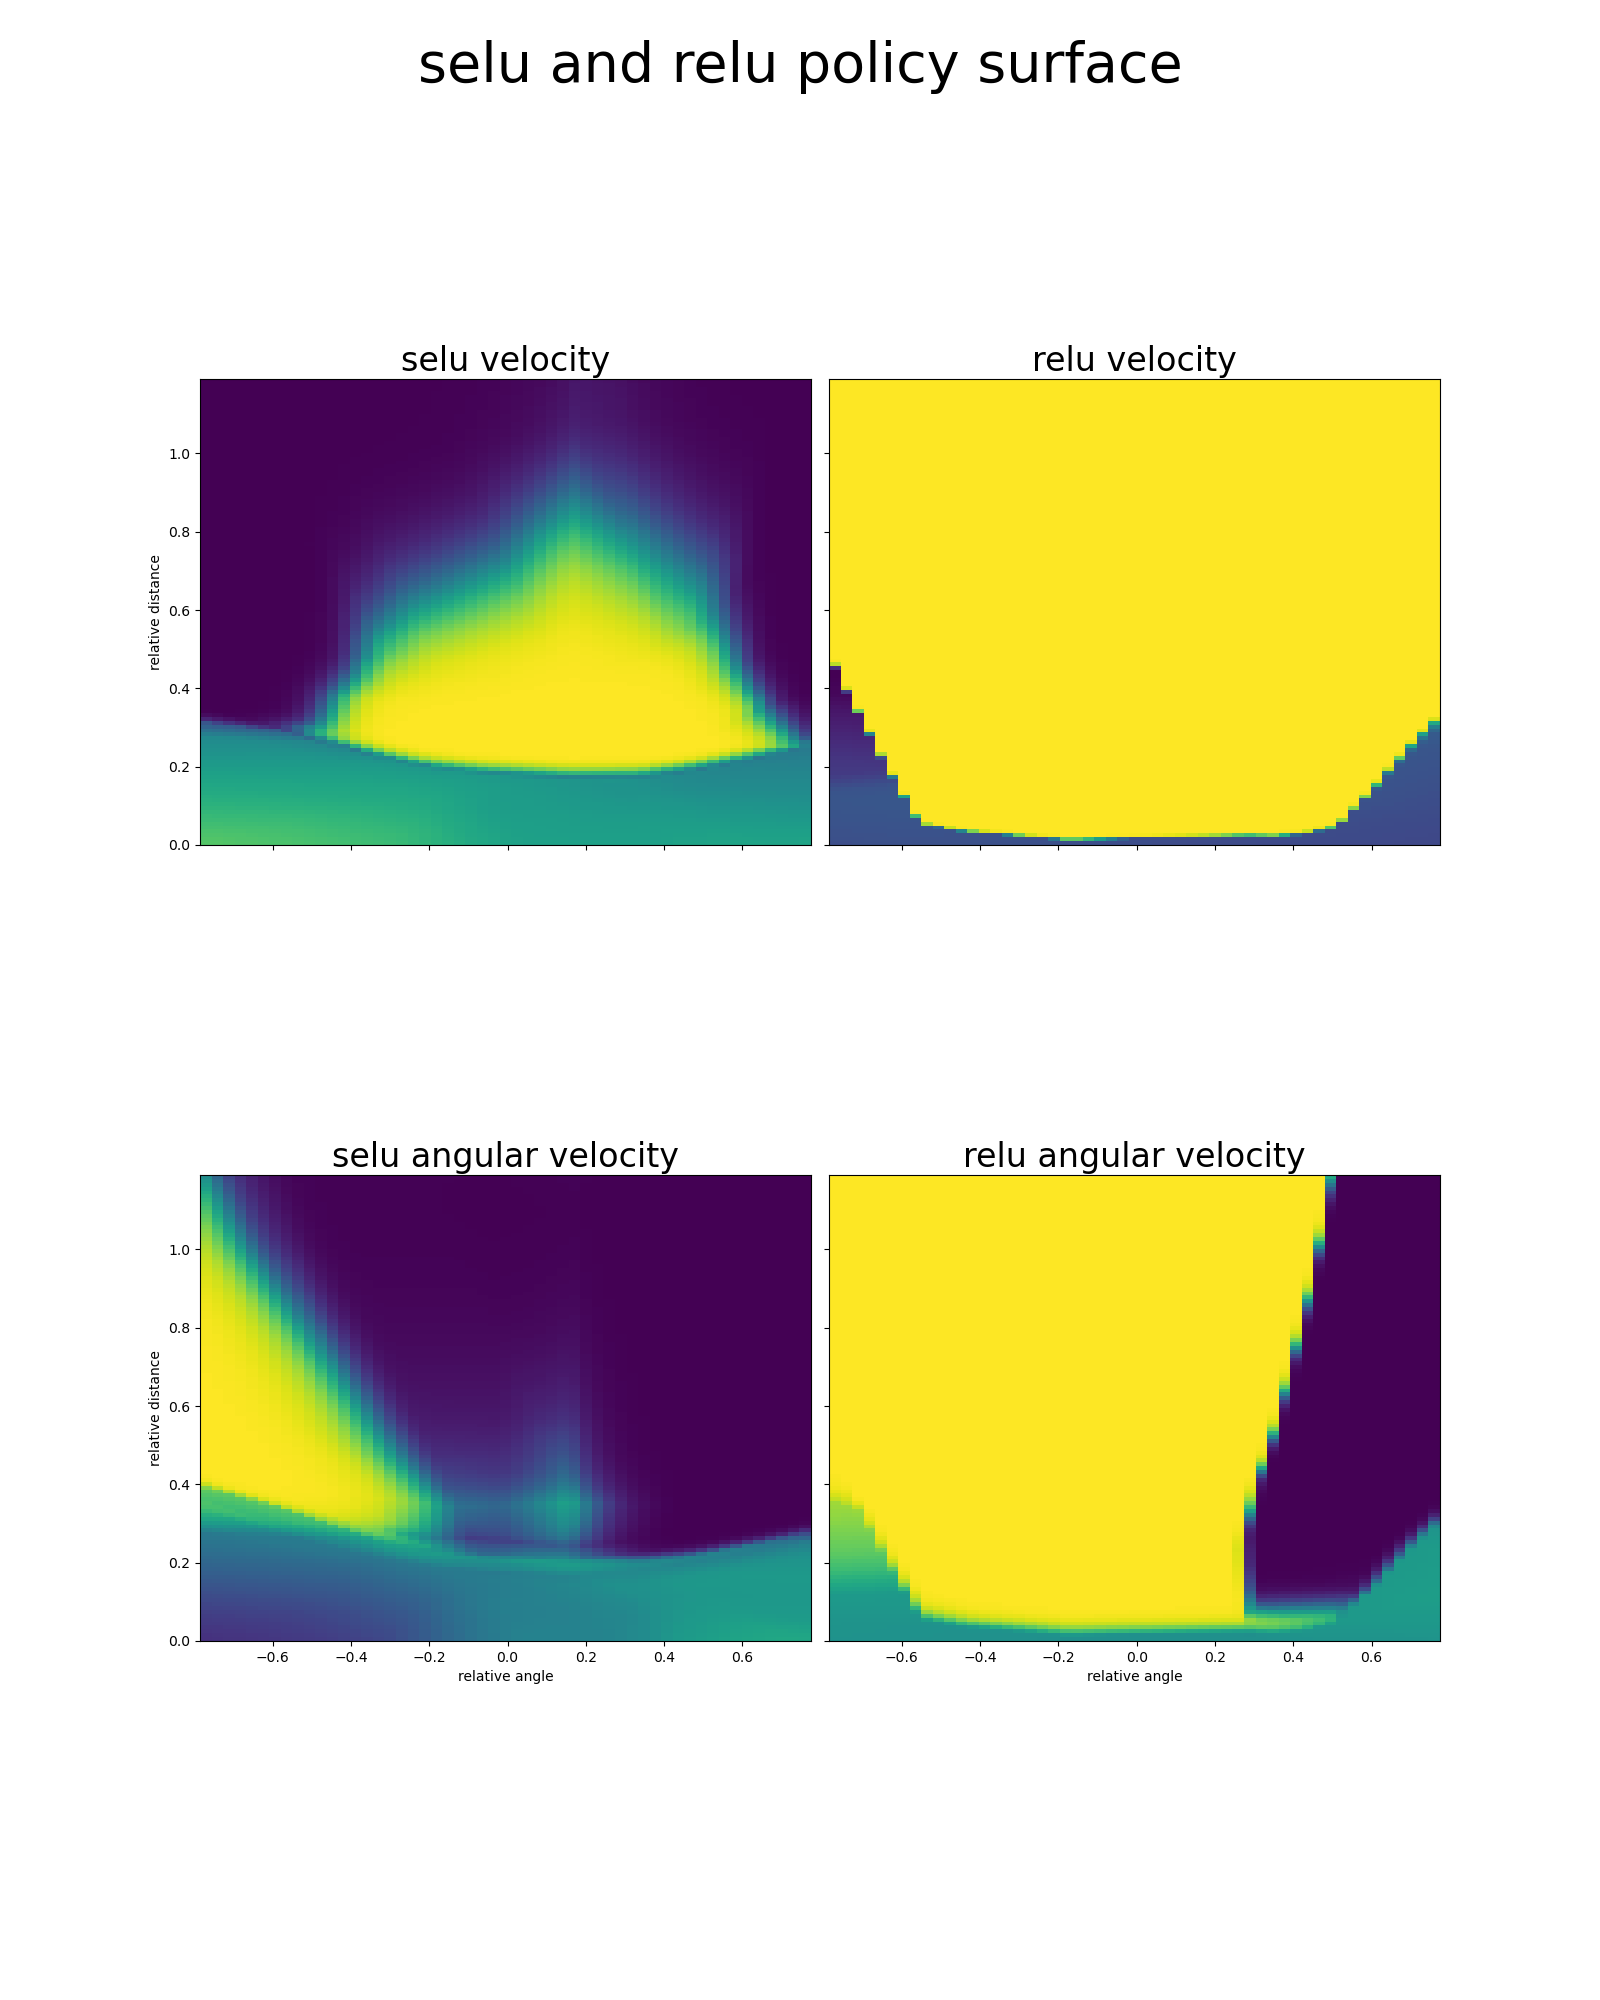 selu and relu policy surface
selu velocity
relu velocity
relative distance
1.0
0.8
0.6
0.4
0.2
0.0
selu angular velocity
relu angular velocity
relative distance
1.0
0.8
0.6
0.4
0.2
0.0
−0.6 −0.4 −0.2 0.0 0.2 0.4 0.6
−0.6 −0.4 −0.2 0.0 0.2 0.4 0.6
relative angle
relative angle